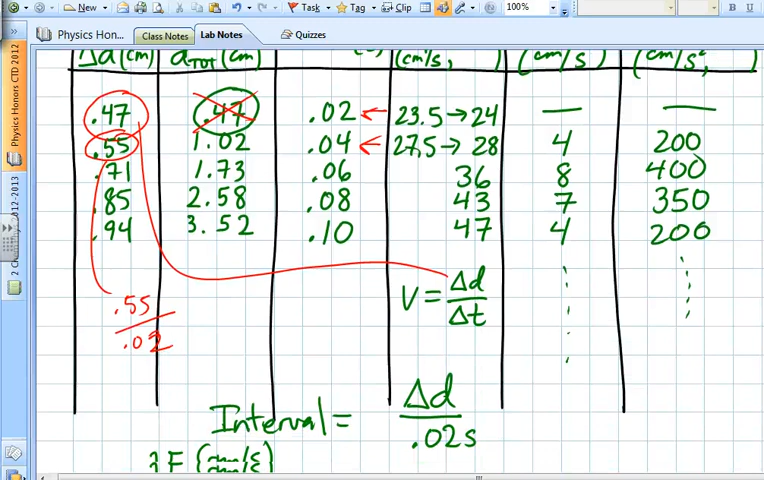 Task Tag Clip 100% B U
Physics Hon... Class Notes Lab Notes Quizzes
Physics Honors CTD 2012
2 Ch
2012-2013
Δd (cm) d TOT (cm) (cm/s, (cm/s) (cm/s²,
.47 .47 .02 ← 23.5 → 24 — —
.55 1.02 .04 ← 27.5 → 28 4 200
.71 1.73 .06 36 8 400
.85 2.58 .08 43 7 350
.94 3.52 .10 47 4 200
V = Δd/Δt
.55
.02
Interval = Δd/.02s